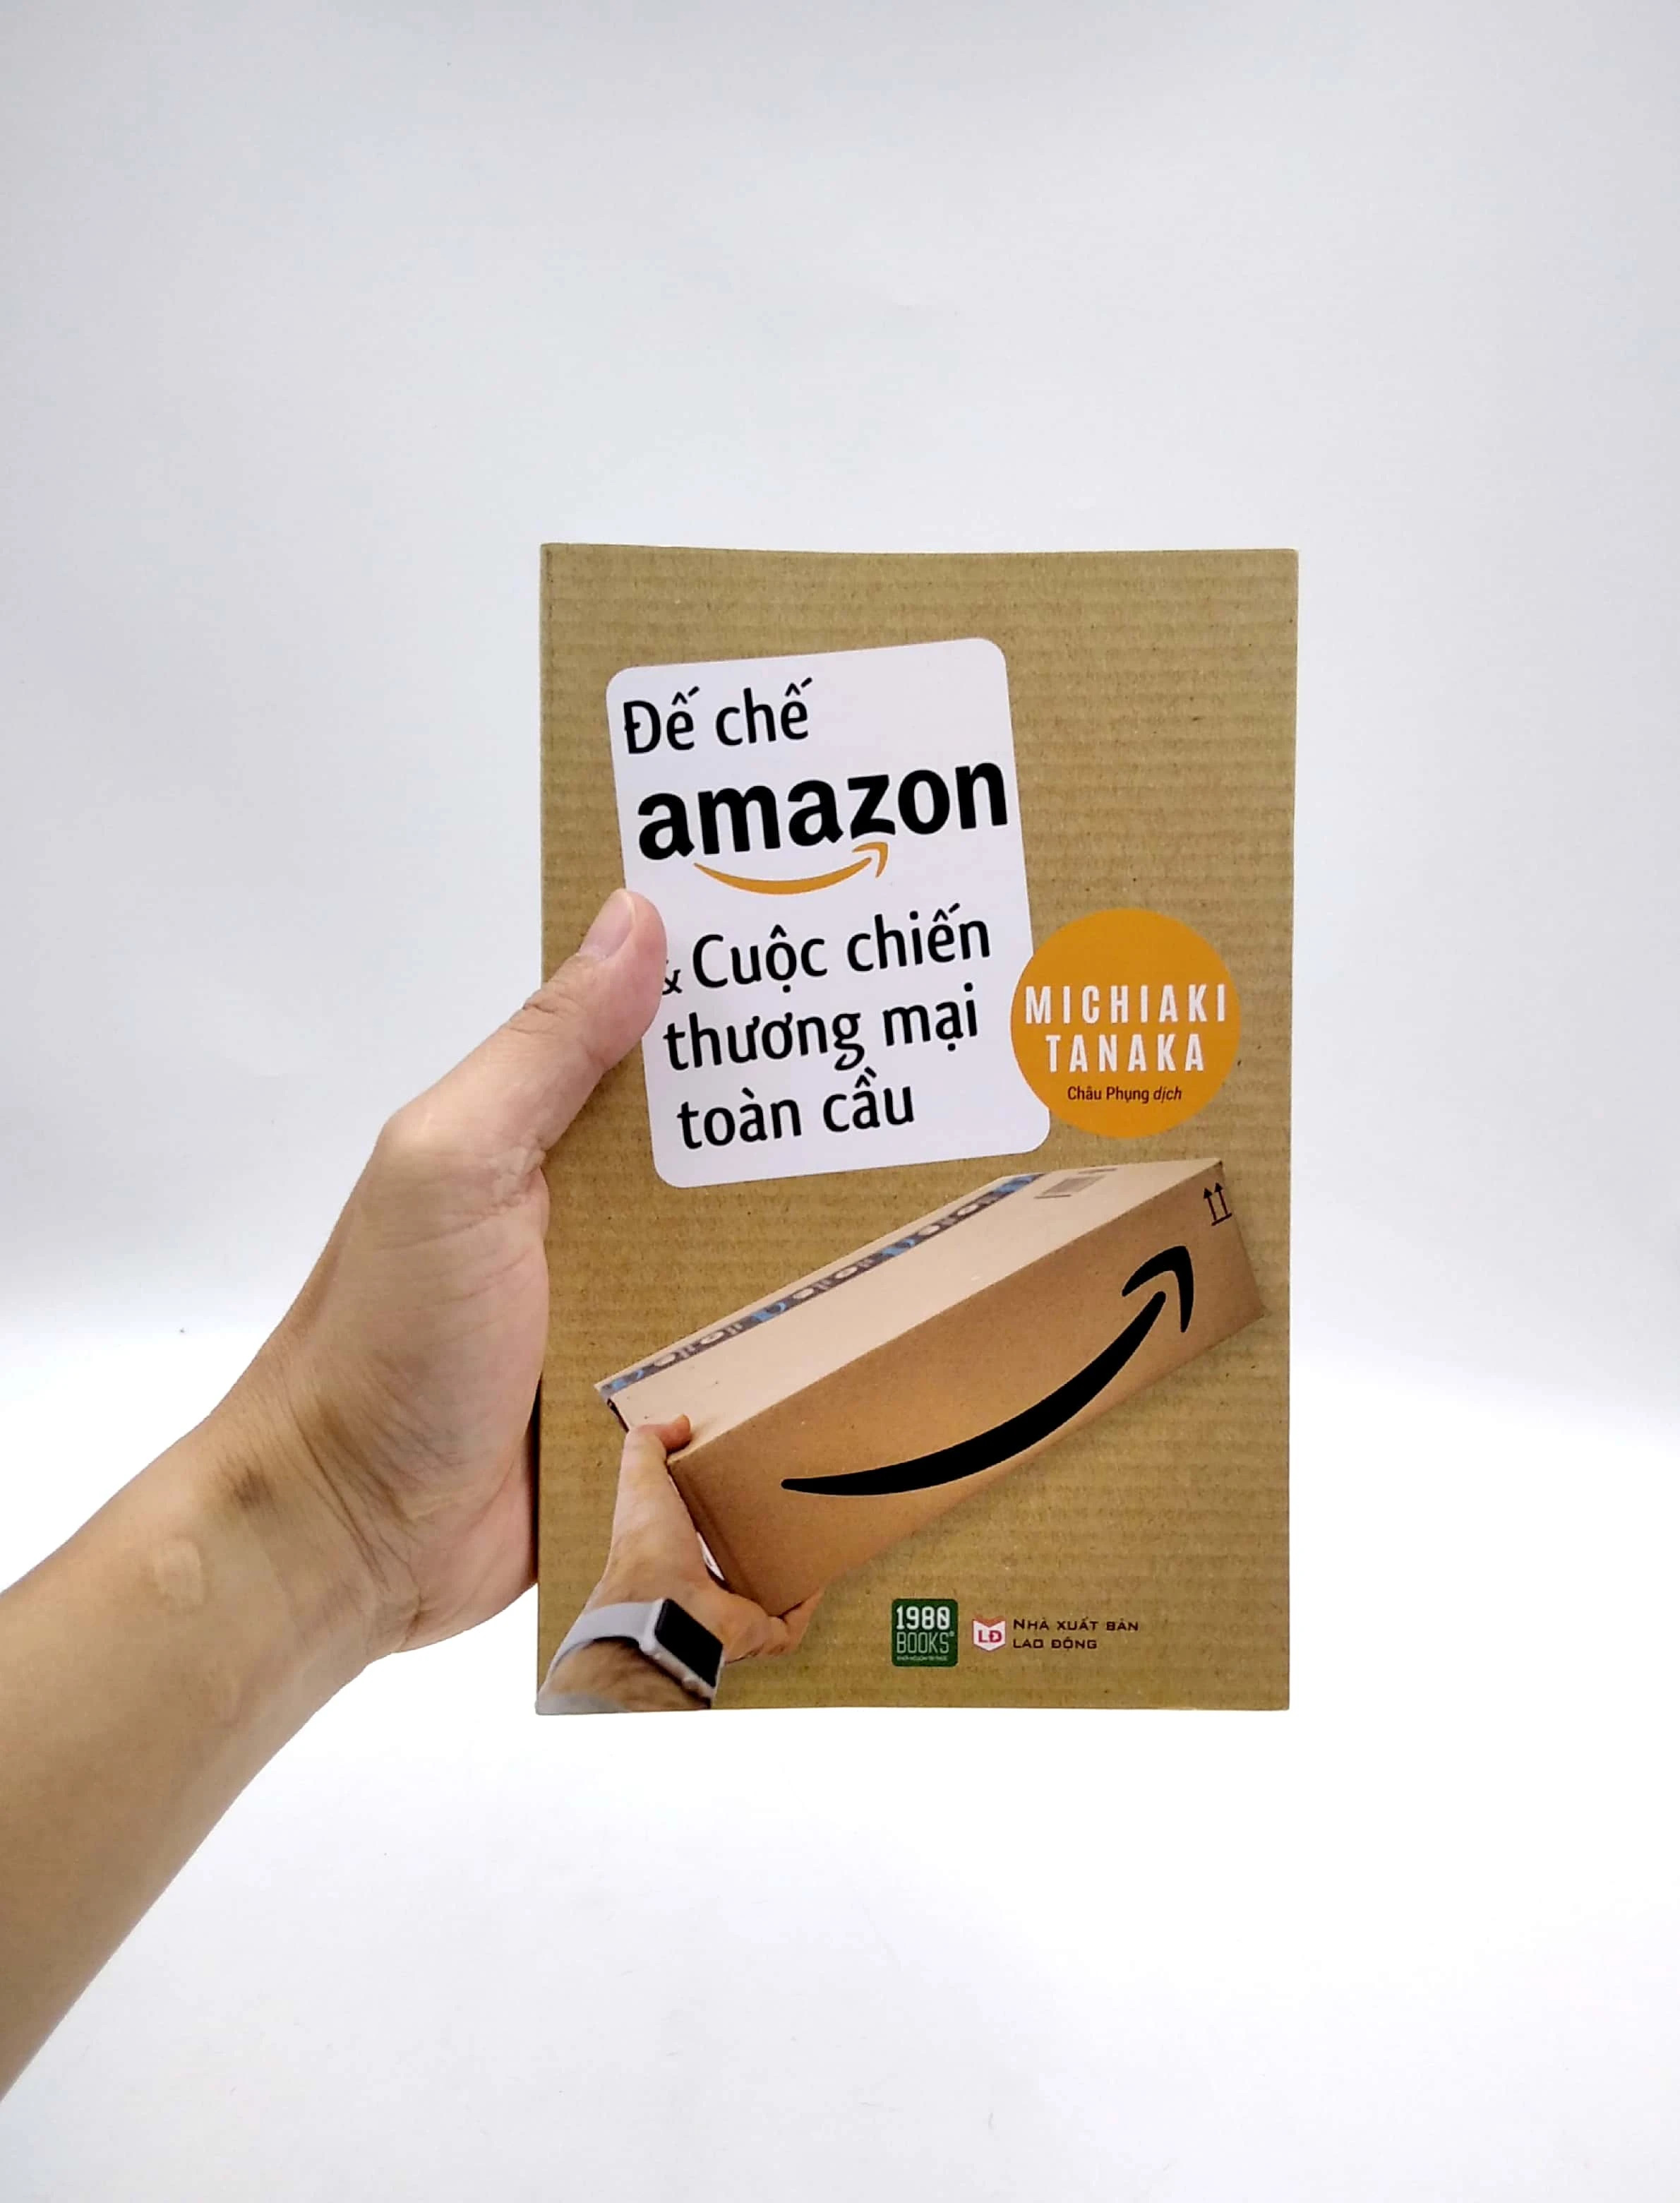 Đế chế
amazon
& Cuộc chiến
thương mại
toàn cầu
MICHIAKI
TANAKA
Châu Phụng dịch
1980
BOOKS
NHÀ XUẤT BẢN
LAO ĐỘNG
LĐ